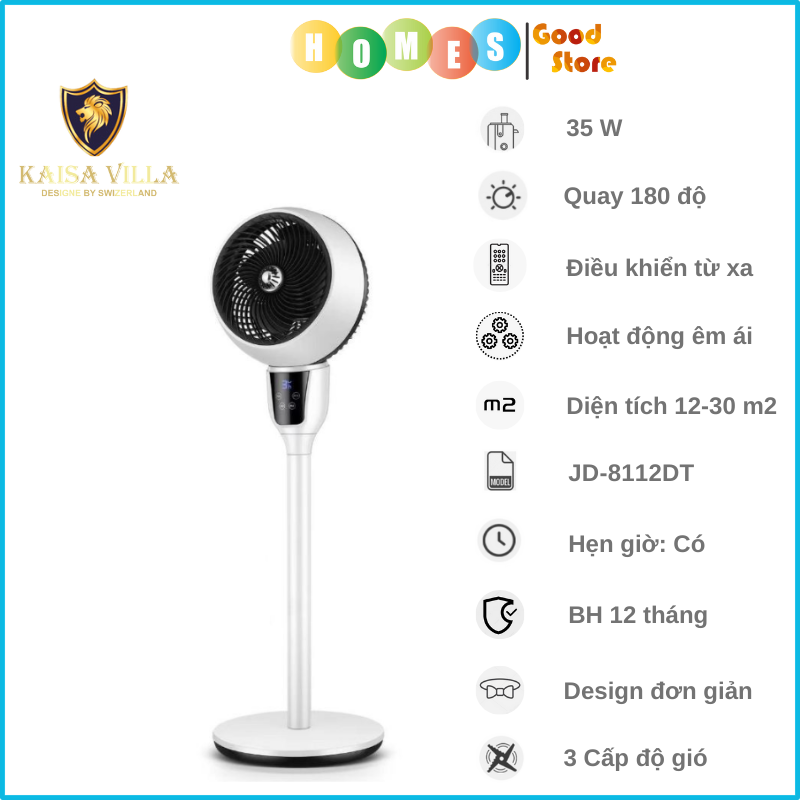 HOMES
Good
Store
KAISA VILLA
DESIGNE BY SWIZERLAND
35 W
Quay 180 độ
Điều khiển từ xa
Hoạt động êm ái
m2
Diện tích 12-30 m2
MODEL
JD-8112DT
Hẹn giờ: Có
BH 12 tháng
Design đơn giản
3 Cấp độ gió